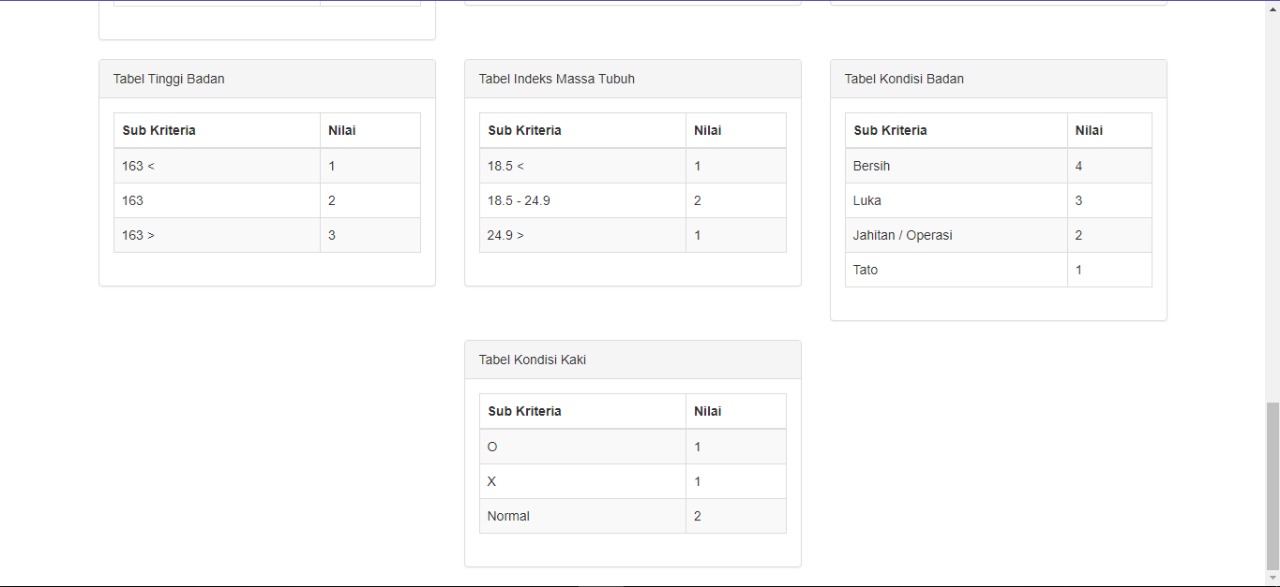 Tabel Tinggi Badan
Sub Kriteria Nilai
163 < 1
163 2
163 > 3
Tabel Indeks Massa Tubuh
Sub Kriteria Nilai
18.5 < 1
18.5 - 24.9 2
24.9 > 1
Tabel Kondisi Badan
Sub Kriteria Nilai
Bersih 4
Luka 3
Jahitan / Operasi 2
Tato 1
Tabel Kondisi Kaki
Sub Kriteria Nilai
O 1
X 1
Normal 2